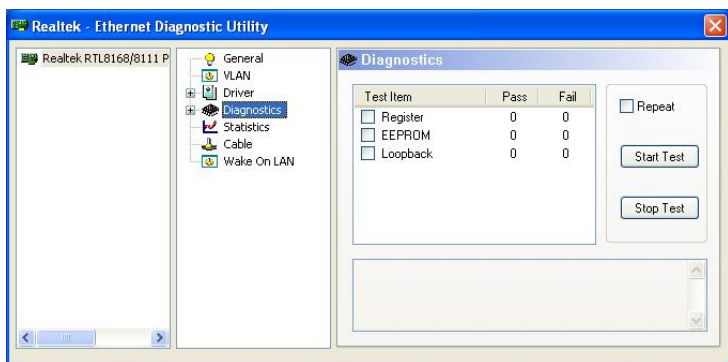 Realtek - Ethernet Diagnostic Utility
Realtek RTL8168/8111 P
General
VLAN
Driver
Diagnostics
Statistics
Cable
Wake On LAN
Diagnostics
Test Item Pass Fail
Register 0 0
EEPROM 0 0
Loopback 0 0
Repeat
Start Test
Stop Test